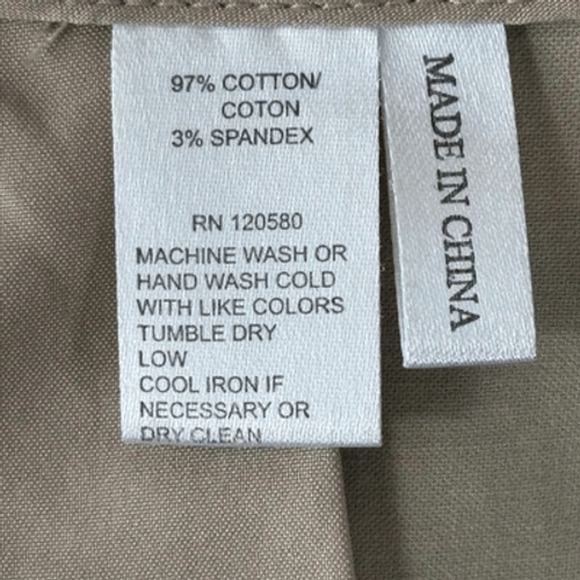 97% COTTON/
COTON
3% SPANDEX
RN 120580
MACHINE WASH OR
HAND WASH COLD
WITH LIKE COLORS
TUMBLE DRY
LOW
COOL IRON IF
NECESSARY OR
DRY CLEAN
MADE IN CHINA